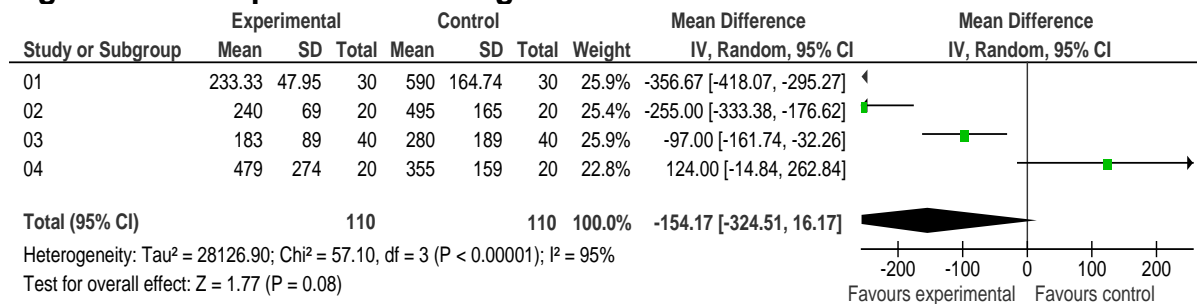 Experimental Control Mean Difference Mean Difference
Study or Subgroup Mean SD Total Mean SD Total Weight IV, Random, 95% CI IV, Random, 95% CI
01 233.33 47.95 30 590 164.74 30 25.9% -356.67 [-418.07, -295.27]
02 240 69 20 495 165 20 25.4% -255.00 [-333.38, -176.62]
03 183 89 40 280 189 40 25.9% -97.00 [-161.74, -32.26]
04 479 274 20 355 159 20 22.8% 124.00 [-14.84, 262.84]
Total (95% CI) 110 110 100.0% -154.17 [-324.51, 16.17]
Heterogeneity: Tau² = 28126.90; Chi² = 57.10, df = 3 (P < 0.00001); I² = 95%
Test for overall effect: Z = 1.77 (P = 0.08)
-200 -100 0 100 200
Favours experimental Favours control